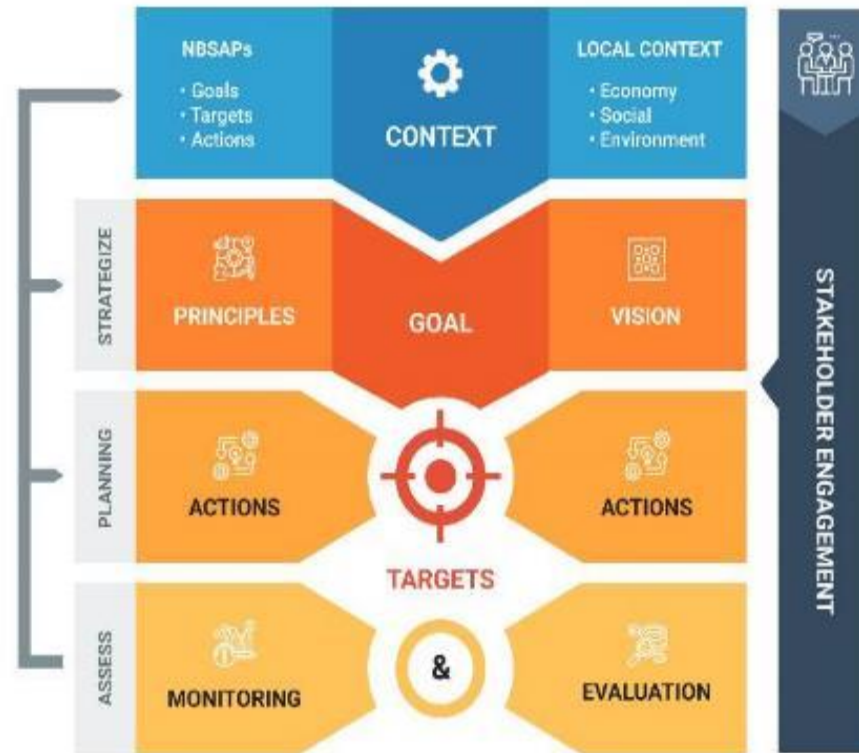 NBSAPs
• Goals
• Targets
• Actions
CONTEXT
LOCAL CONTEXT
• Economy
• Social
• Environment
STRATEGIZE
PRINCIPLES
GOAL
VISION
PLANNING
ACTIONS
ACTIONS
TARGETS
ASSESS
MONITORING
&
EVALUATION
STAKEHOLDER ENGAGEMENT